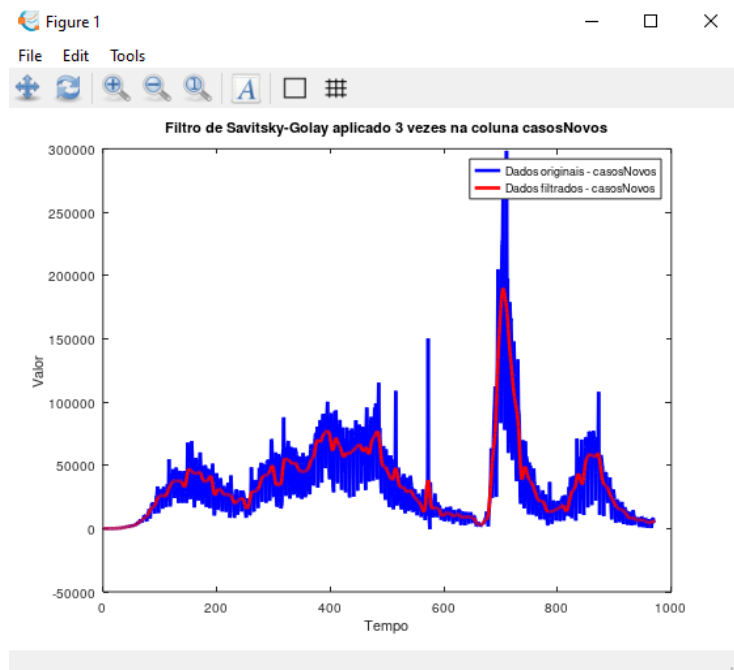 Figure 1
File Edit Tools
A
Filtro de Savitsky-Golay aplicado 3 vezes na coluna casosNovos
300000
250000
200000
150000
100000
50000
0
-50000
Valor
Dados originais - casosNovos
Dados filtrados - casosNovos
0 200 400 600 800 1000
Tempo